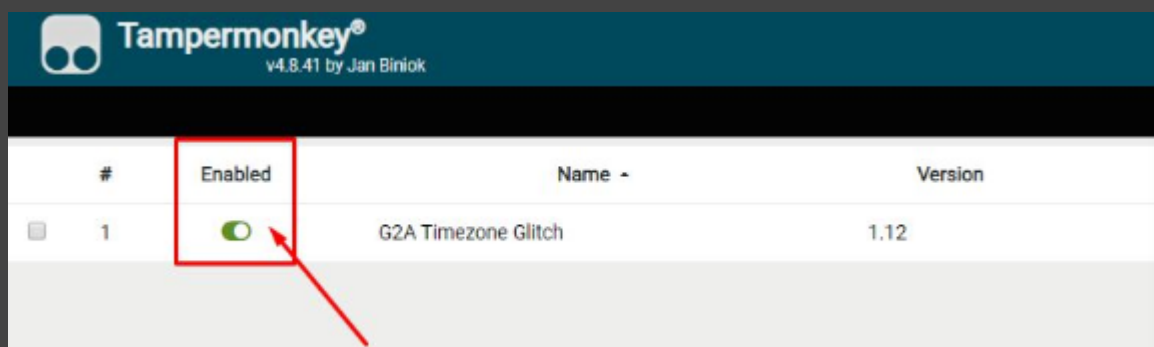 Tampermonkey®
v4.8.41 by Jan Biniok
# Enabled Name Version
1 G2A Timezone Glitch 1.12